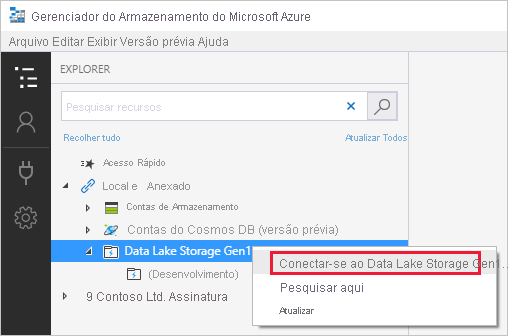 Gerenciador do Armazenamento do Microsoft Azure
Arquivo Editar Exibir Versão prévia Ajuda
EXPLORER
Pesquisar recursos
Recolher tudo Atualizar Todos
Acesso Rápido
Local e Anexado
Contas de Armazenamento
Contas do Cosmos DB (versão prévia)
Data Lake Storage Gen1
Conectar-se ao Data Lake Storage Gen1...
(Desenvolvimento)
Pesquisar aqui
9 Contoso Ltd. Assinatura
Atualizar